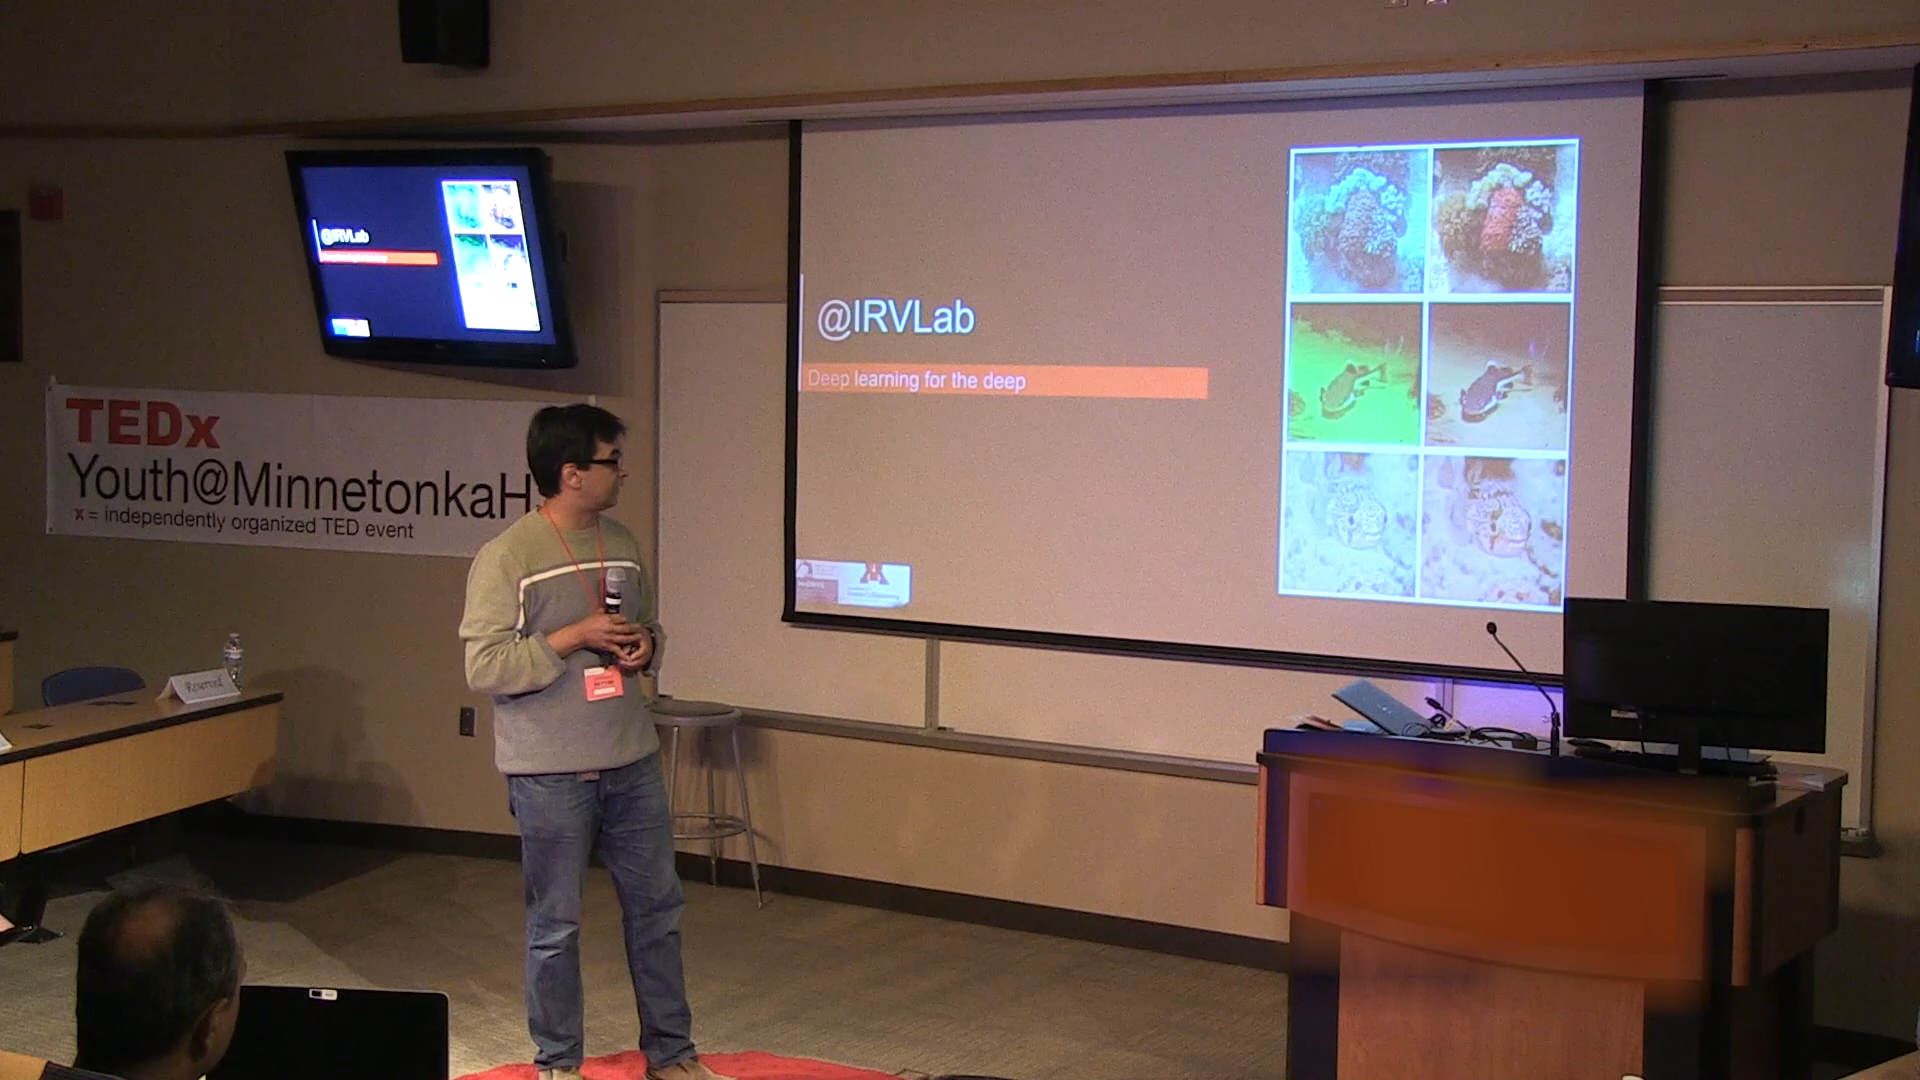 @IRVLab
Deep learning for the deep
@IRVLab
TEDx
Youth@MinnetonkaH
x = independently organized TED event
Reserved